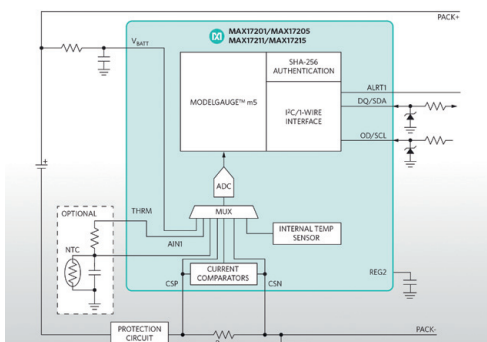 PACK+
MAX17201/MAX17205
MAX17211/MAX17215
VBATT
SHA-256
AUTHENTICATION
MODELGAUGE™ m5
I²C/1-WIRE
INTERFACE
ALRT1
DQ/SDA
OD/SCL
ADC
OPTIONAL
THRM
MUX
NTC
AIN1
INTERNAL TEMP
SENSOR
CURRENT
COMPARATORS
REG2
CSP
CSN
PROTECTION
CIRCUIT
PACK-